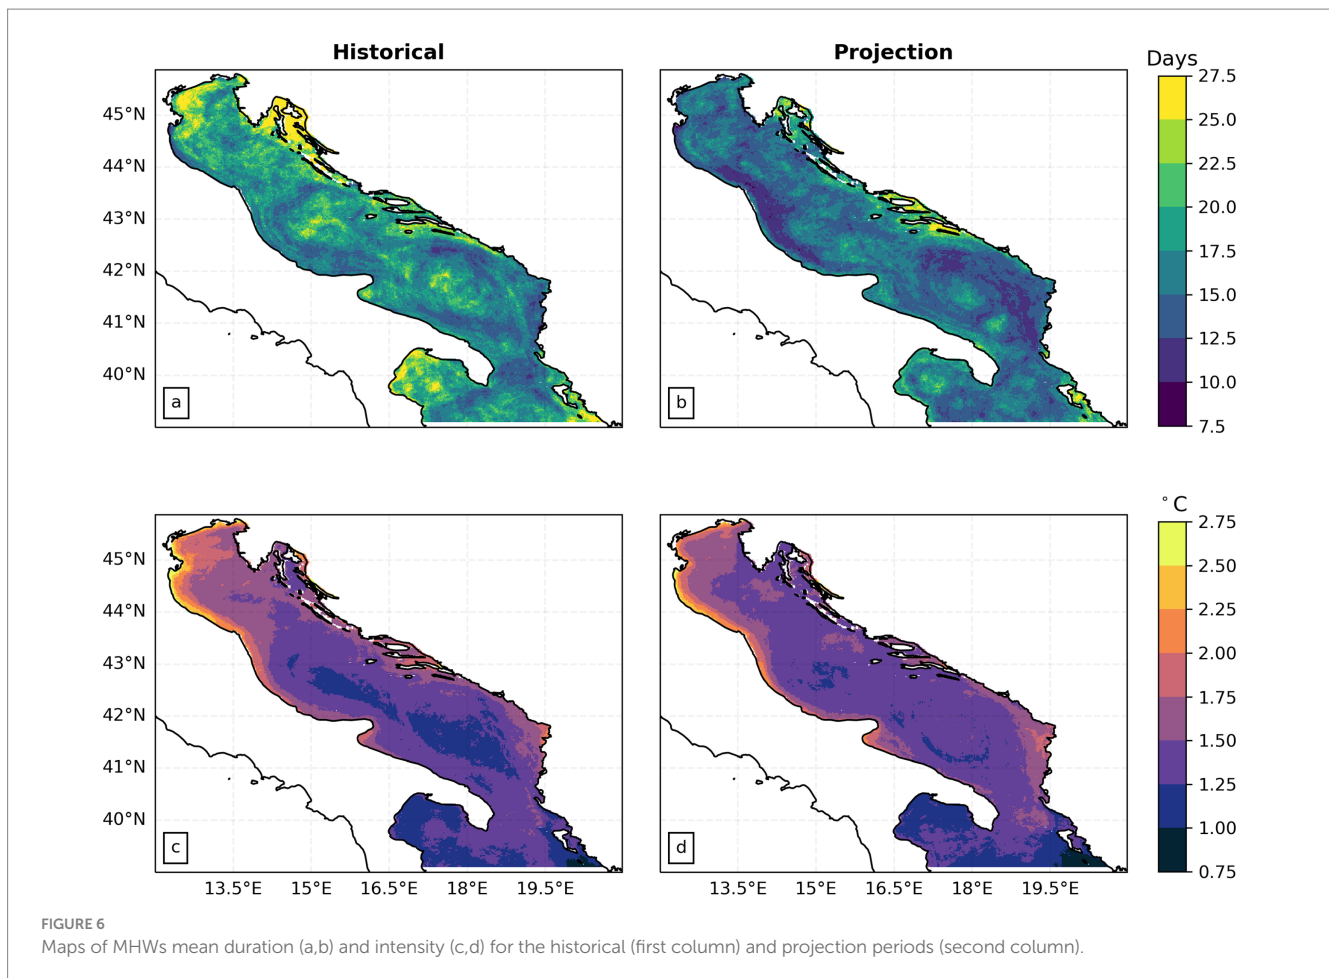 Historical
Projection
Days
45°N
44°N
43°N
42°N
41°N
40°N
a
b
27.5
25.0
22.5
20.0
17.5
15.0
12.5
10.0
7.5
°C
45°N
44°N
43°N
42°N
41°N
40°N
c
d
2.75
2.50
2.25
2.00
1.75
1.50
1.25
1.00
0.75
13.5°E 15°E 16.5°E 18°E 19.5°E
13.5°E 15°E 16.5°E 18°E 19.5°E
FIGURE 6
Maps of MHWs mean duration (a,b) and intensity (c,d) for the historical (first column) and projection periods (second column).